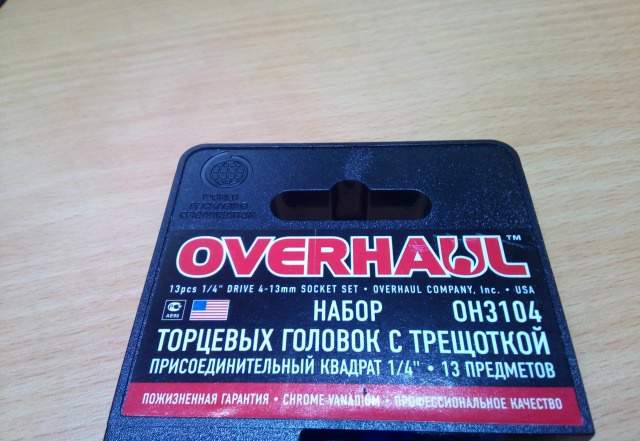 OVERHAUL™
13pcs 1/4" DRIVE 4-13mm SOCKET SET • OVERHAUL COMPANY, Inc. • USA
НАБОР OH3104
ТОРЦЕВЫХ ГОЛОВОК С ТРЕЩОТКОЙ
ПРИСОЕДИНИТЕЛЬНЫЙ КВАДРАТ 1/4" • 13 ПРЕДМЕТОВ
ПОЖИЗНЕННАЯ ГАРАНТИЯ • CHROME VANADIUM • ПРОФЕССИОНАЛЬНОЕ КАЧЕСТВО